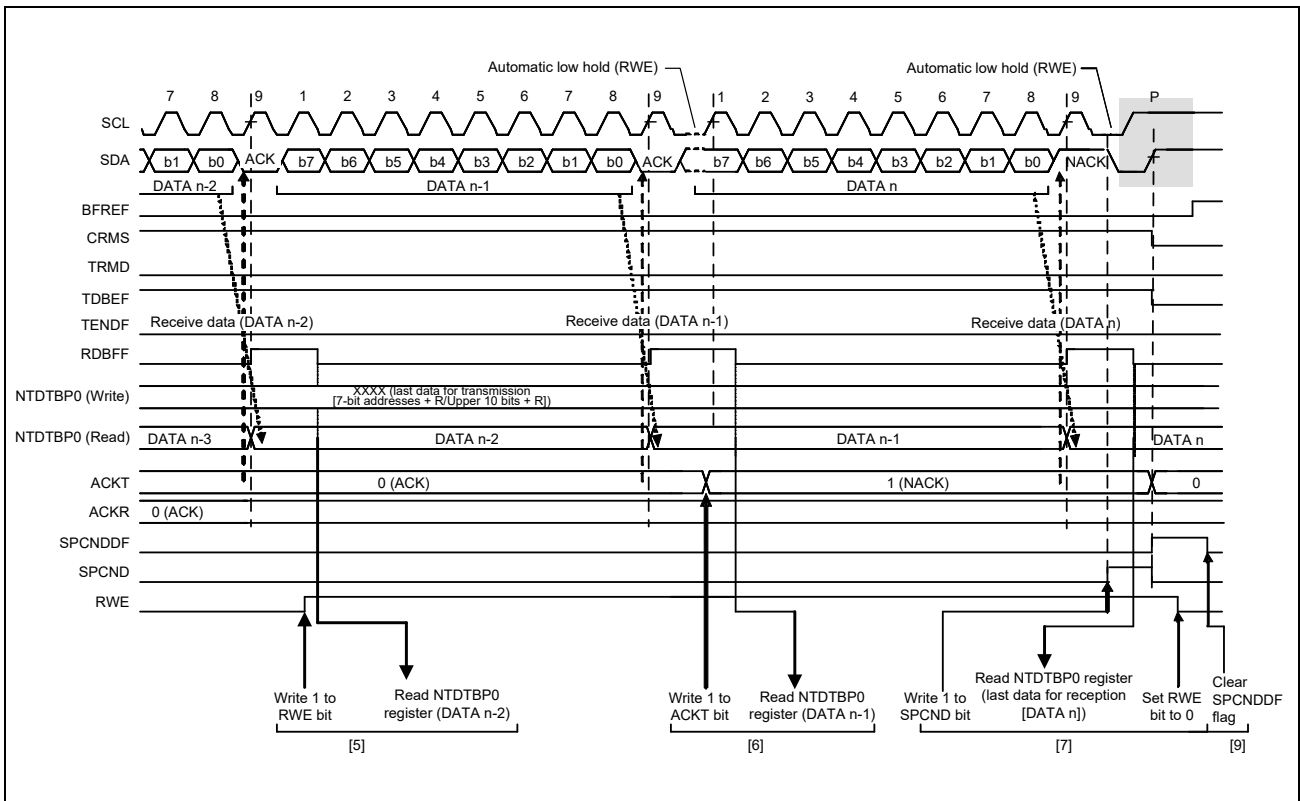 Automatic low hold (RWE)
Automatic low hold (RWE)
7 8 9 1 2 3 4 5 6 7 8 9 1 2 3 4 5 6 7 8 9 P
SCL
SDA b1 b0 ACK b7 b6 b5 b4 b3 b2 b1 b0 ACK b7 b6 b5 b4 b3 b2 b1 b0 NACK
DATA n-2 DATA n-1 DATA n
BFREF
CRMS
TRMD
TDBEF
TENDF Receive data (DATA n-2) Receive data (DATA n-1) Receive data (DATA n)
RDBFF
NTDTBP0 (Write) XXXX (last data for transmission
[7-bit addresses + R/Upper 10 bits + R])
NTDTBP0 (Read) DATA n-3 DATA n-2 DATA n-1 DATA n
ACKT 0 (ACK) 1 (NACK) 0
ACKR 0 (ACK)
SPCNDDF
SPCND
RWE
Write 1 to
RWE bit
Read NTDTBP0
register (DATA n-2)
[5]
Write 1 to
ACKT bit
Read NTDTBP0
register (DATA n-1)
[6]
Write 1 to
SPCND bit
Read NTDTBP0 register
(last data for reception
[DATA n])
Set RWE
bit to 0
[7]
Clear
SPCNDDF
flag
[9]